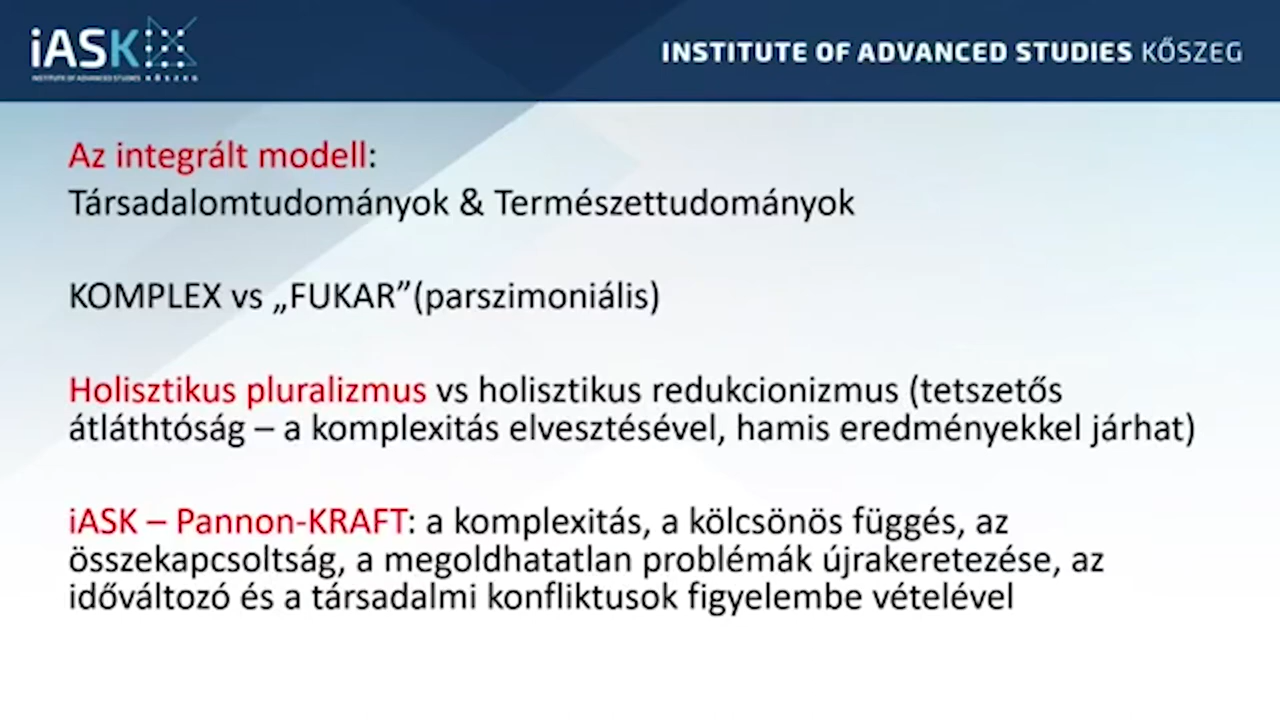 iASK
INSTITUTE OF ADVANCED STUDIES KŐSZEG
INSTITUTE OF ADVANCED STUDIES KŐSZEG
Az integrált modell:
Társadalomtudományok & Természettudományok
KOMPLEX vs „FUKAR”(parszimoniális)
Holisztikus pluralizmus vs holisztikus redukcionizmus (tetszetős
átláthtóság – a komplexitás elvesztésével, hamis eredményekkel járhat)
iASK – Pannon-KRAFT: a komplexitás, a kölcsönös függés, az
összekapcsoltság, a megoldhatatlan problémák újrakeretezése, az
időváltozó és a társadalmi konfliktusok figyelembe vételével